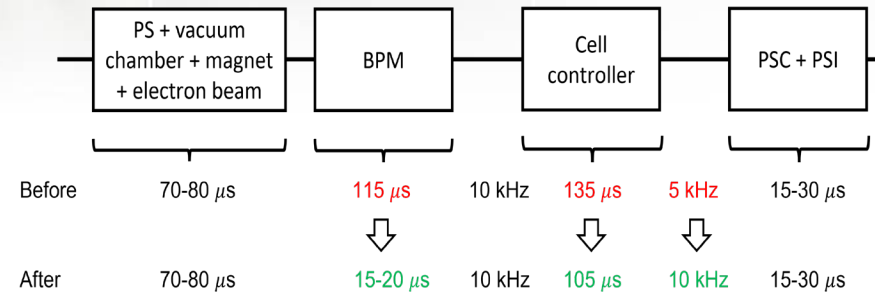 PS + vacuum
chamber + magnet
+ electron beam
BPM
Cell
controller
PSC + PSI
Before 70-80 μs 115 μs 10 kHz 135 μs 5 kHz 15-30 μs
After 70-80 μs 15-20 μs 10 kHz 105 μs 10 kHz 15-30 μs